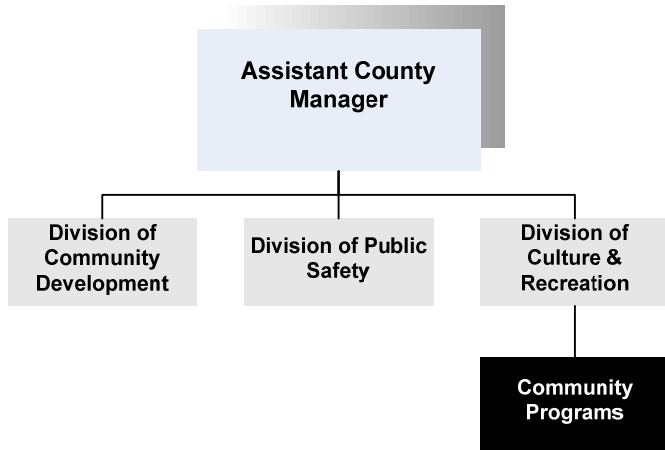 Assistant County
Manager
Division of
Community
Development
Division of Public
Safety
Division of
Culture &
Recreation
Community
Programs